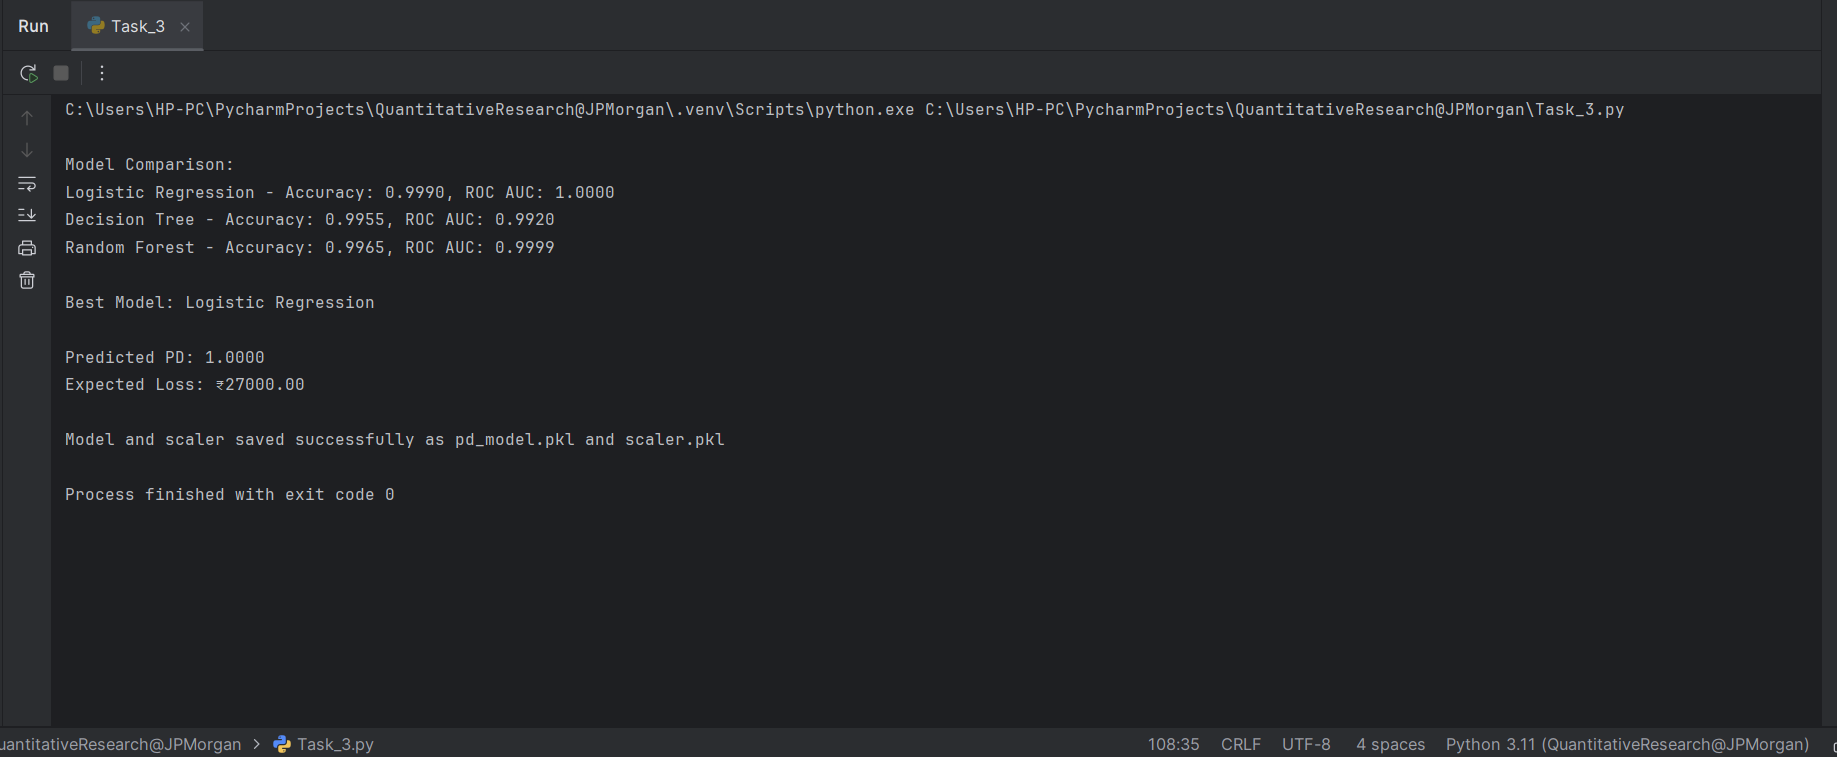 Run Task_3
C:\Users\HP-PC\PycharmProjects\QuantitativeResearch@JPMorgan\.venv\Scripts\python.exe C:\Users\HP-PC\PycharmProjects\QuantitativeResearch@JPMorgan\Task_3.py
Model Comparison:
Logistic Regression - Accuracy: 0.9990, ROC AUC: 1.0000
Decision Tree - Accuracy: 0.9955, ROC AUC: 0.9920
Random Forest - Accuracy: 0.9965, ROC AUC: 0.9999
Best Model: Logistic Regression
Predicted PD: 1.0000
Expected Loss: ₹27000.00
Model and scaler saved successfully as pd_model.pkl and scaler.pkl
Process finished with exit code 0
uantitativeResearch@JPMorgan > Task_3.py 108:35 CRLF UTF-8 4 spaces Python 3.11 (QuantitativeResearch@JPMorgan)